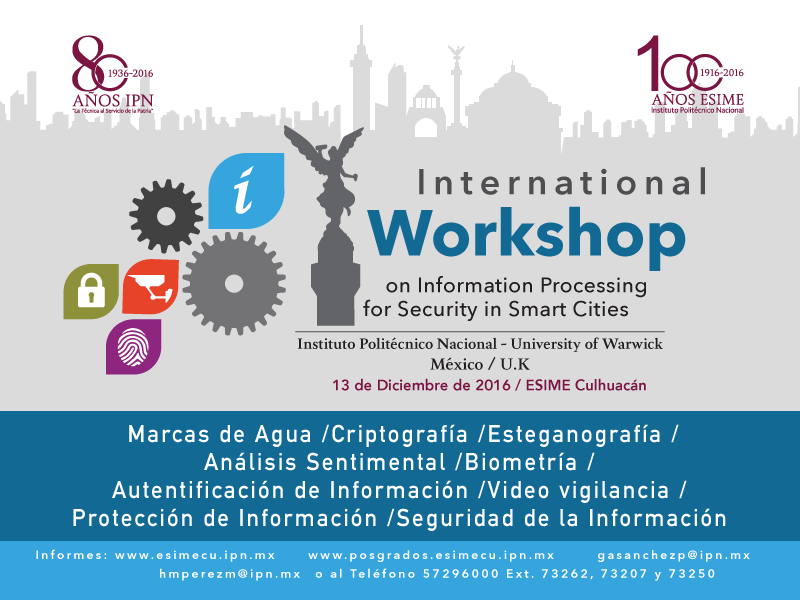 80 1936-2016
AÑOS IPN
"La Técnica al Servicio de la Patria"
100 1916-2016
AÑOS ESIME
Instituto Politécnico Nacional
i
International
Workshop
on Information Processing
for Security in Smart Cities
Instituto Politécnico Nacional - University of Warwick
México / U.K
13 de Diciembre de 2016 / ESIME Culhuacán
Marcas de Agua /Criptografía /Esteganografía /
Análisis Sentimental /Biometría /
Autentificación de Información /Video vigilancia /
Protección de Información /Seguridad de la Información
Informes: www.esimecu.ipn.mx www.posgrados.esimecu.ipn.mx gasanchezp@ipn.mx
hmperezm@ipn.mx o al Teléfono 57296000 Ext. 73262, 73207 y 73250